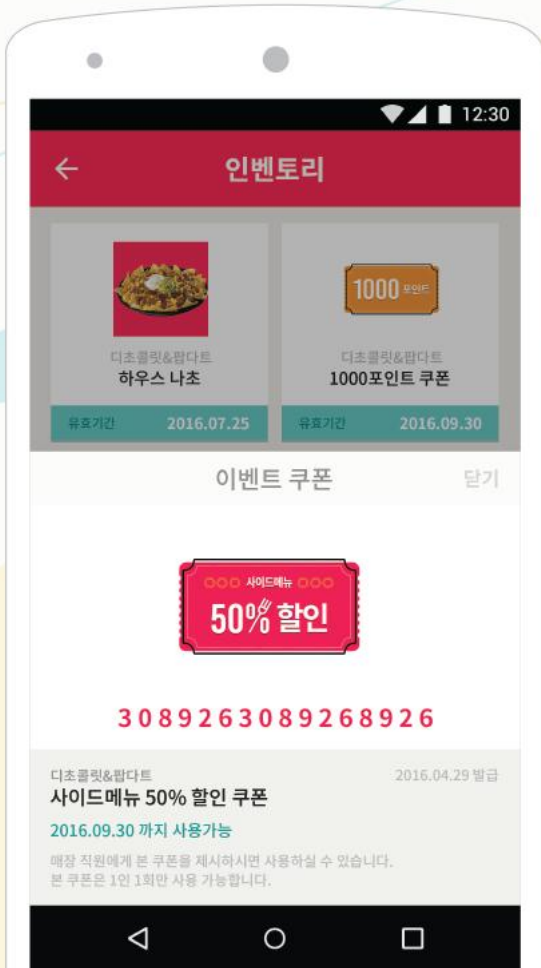 12:30
인벤토리
디초콜릿&팝다트
하우스 나초
유효기간 2016.07.25
1000 포인트
디초콜릿&팝다트
1000포인트 쿠폰
유효기간 2016.09.30
이벤트 쿠폰 닫기
사이드메뉴
50% 할인
3089263089268926
디초콜릿&팝다트 2016.04.29 발급
사이드메뉴 50% 할인 쿠폰
2016.09.30 까지 사용가능
매장 직원에게 본 쿠폰을 제시하시면 사용하실 수 있습니다.
본 쿠폰은 1인 1회만 사용 가능합니다.